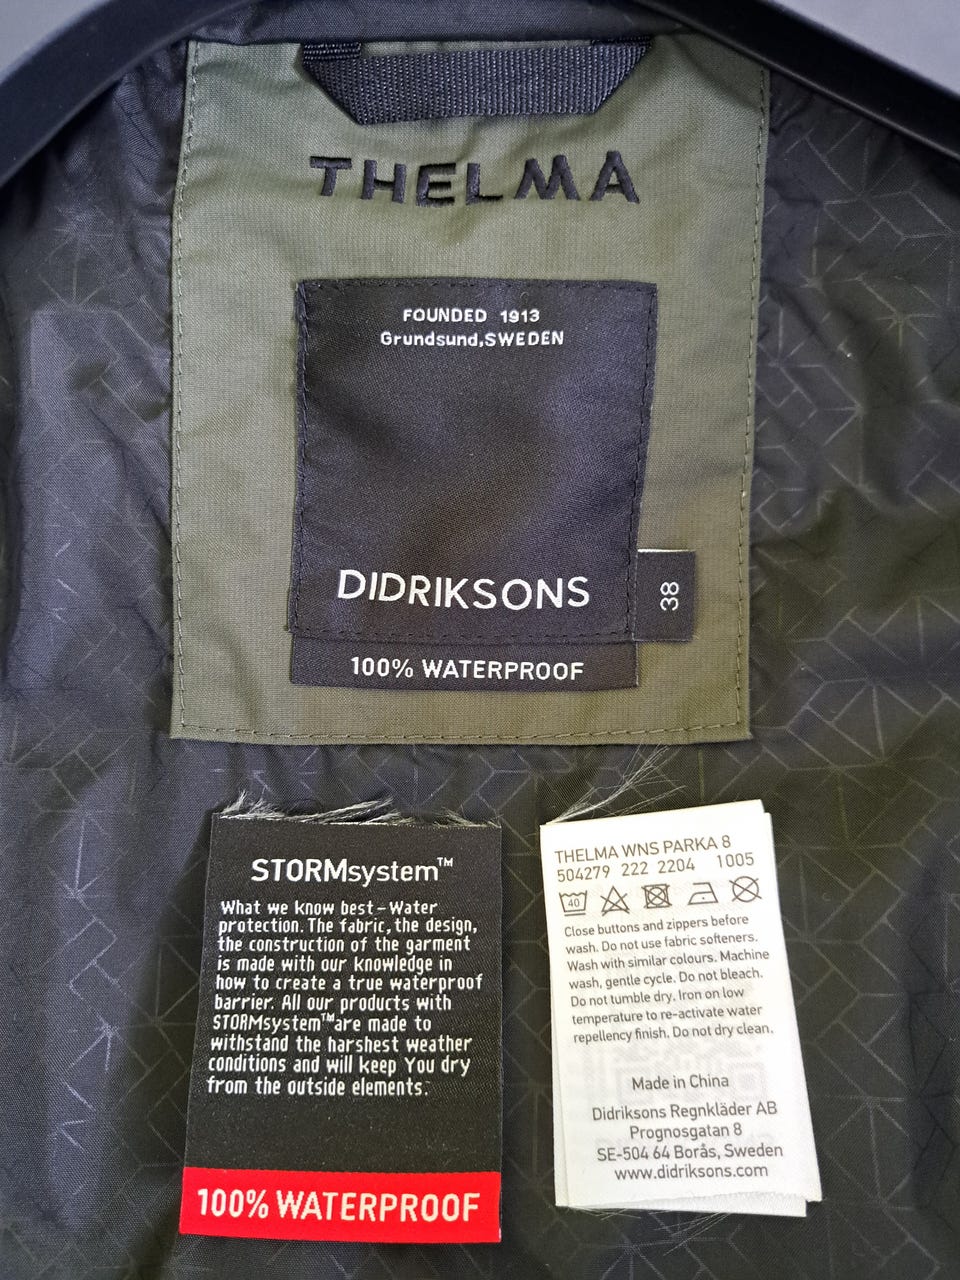 THELMA
FOUNDED 1913
Grundsund,SWEDEN
DIDRIKSONS
38
100% WATERPROOF
STORMsystem™
What we know best-Water
protection. The fabric, the design,
the construction of the garment
is made with our knowledge in
how to create a true waterproof
barrier. All our products with
STORMsystem™are made to
withstand the harshest weather
conditions and will keep You dry
from the outside elements.
100% WATERPROOF
THELMA WNS PARKA 8
504279 222 2204 1005
40
Close buttons and zippers before
wash. Do not use fabric softeners.
Wash with similar colours. Machine
wash, gentle cycle. Do not bleach.
Do not tumble dry. Iron on low
temperature to re-activate water
repellency finish. Do not dry clean.
Made in China
Didriksons Regnkläder AB
Prognosgatan 8
SE-504 64 Borås, Sweden
www.didriksons.com